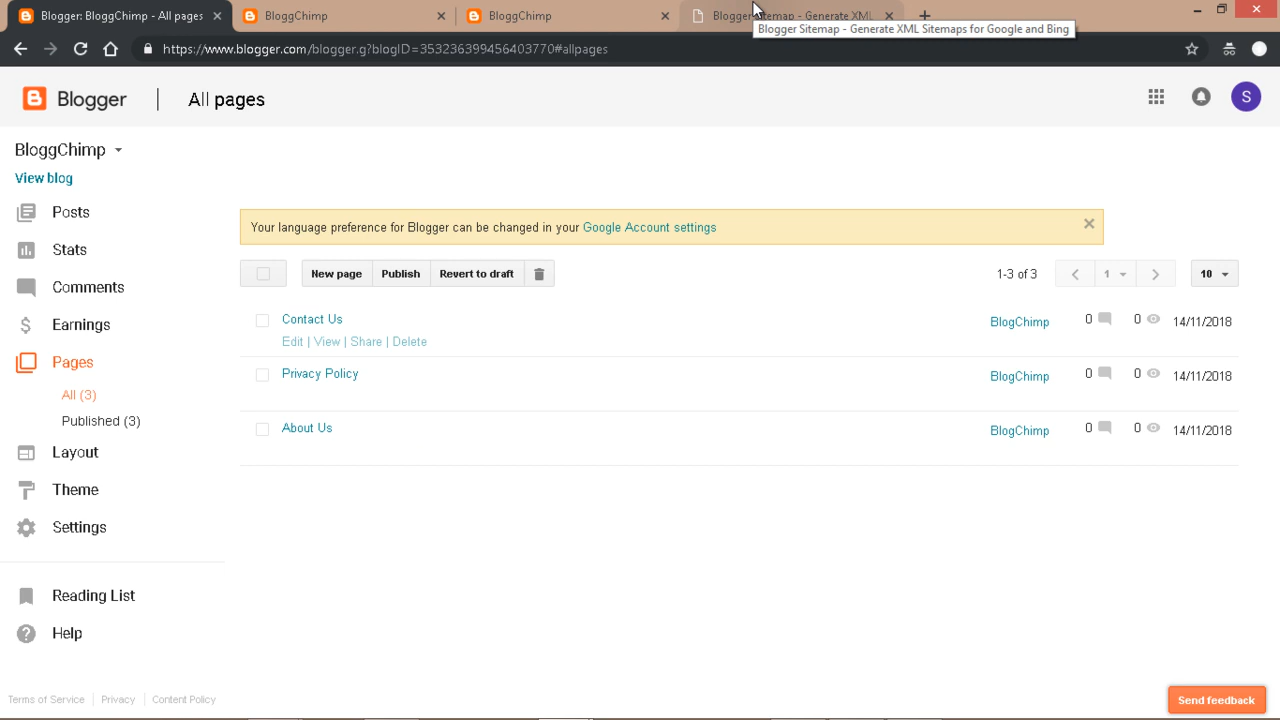 Blogger: BloggChimp - All pages
BloggChimp
BloggChimp
Blogger Sitemap - Generate XML
Blogger Sitemap - Generate XML Sitemaps for Google and Bing
https://www.blogger.com/blogger.g?blogID=353236399456403770#allpages
Blogger
All pages
S
BloggChimp
View blog
Posts
Stats
Comments
Earnings
Pages
All (3)
Published (3)
Layout
Theme
Settings
Reading List
Help
Terms of Service | Privacy | Content Policy
Your language preference for Blogger can be changed in your Google Account settings
New page Publish Revert to draft 1-3 of 3 1 10
Contact Us BlogChimp 0 0 14/11/2018
Edit | View | Share | Delete
Privacy Policy BlogChimp 0 0 14/11/2018
About Us BlogChimp 0 0 14/11/2018
Send feedback